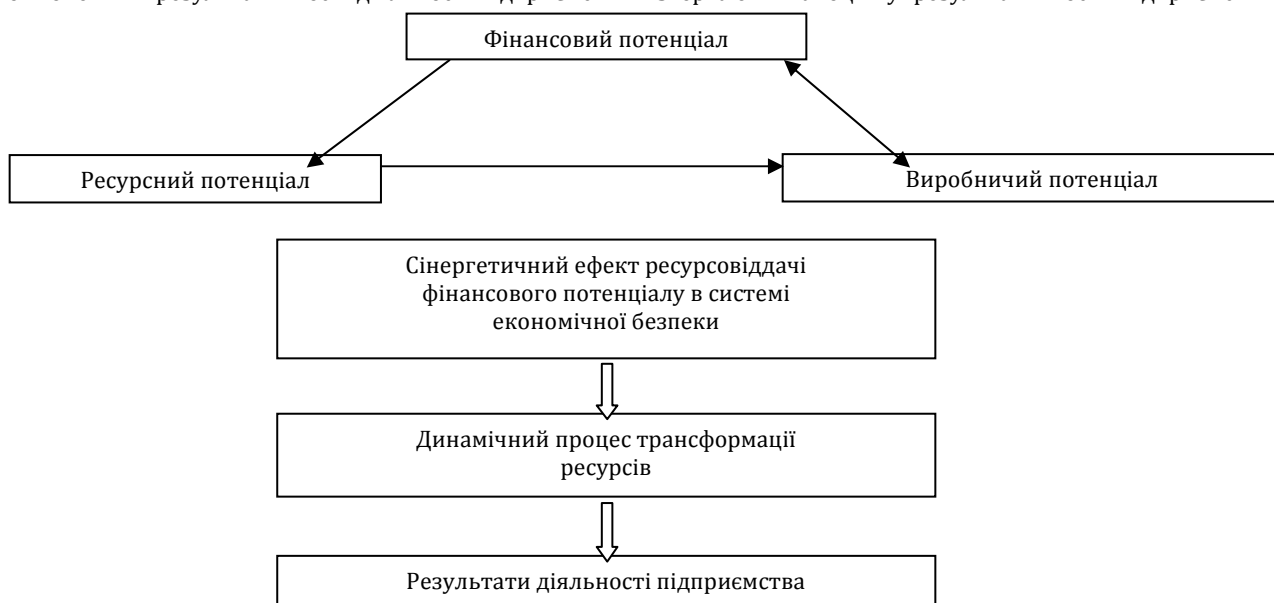 Фінансовий потенціал
Ресурсний потенціал
Виробничий потенціал
Сінергетичний ефект ресурсовіддачі
фінансового потенціалу в системі
економічної безпеки
Динамічний процес трансформації
ресурсів
Результати діяльності підприємства